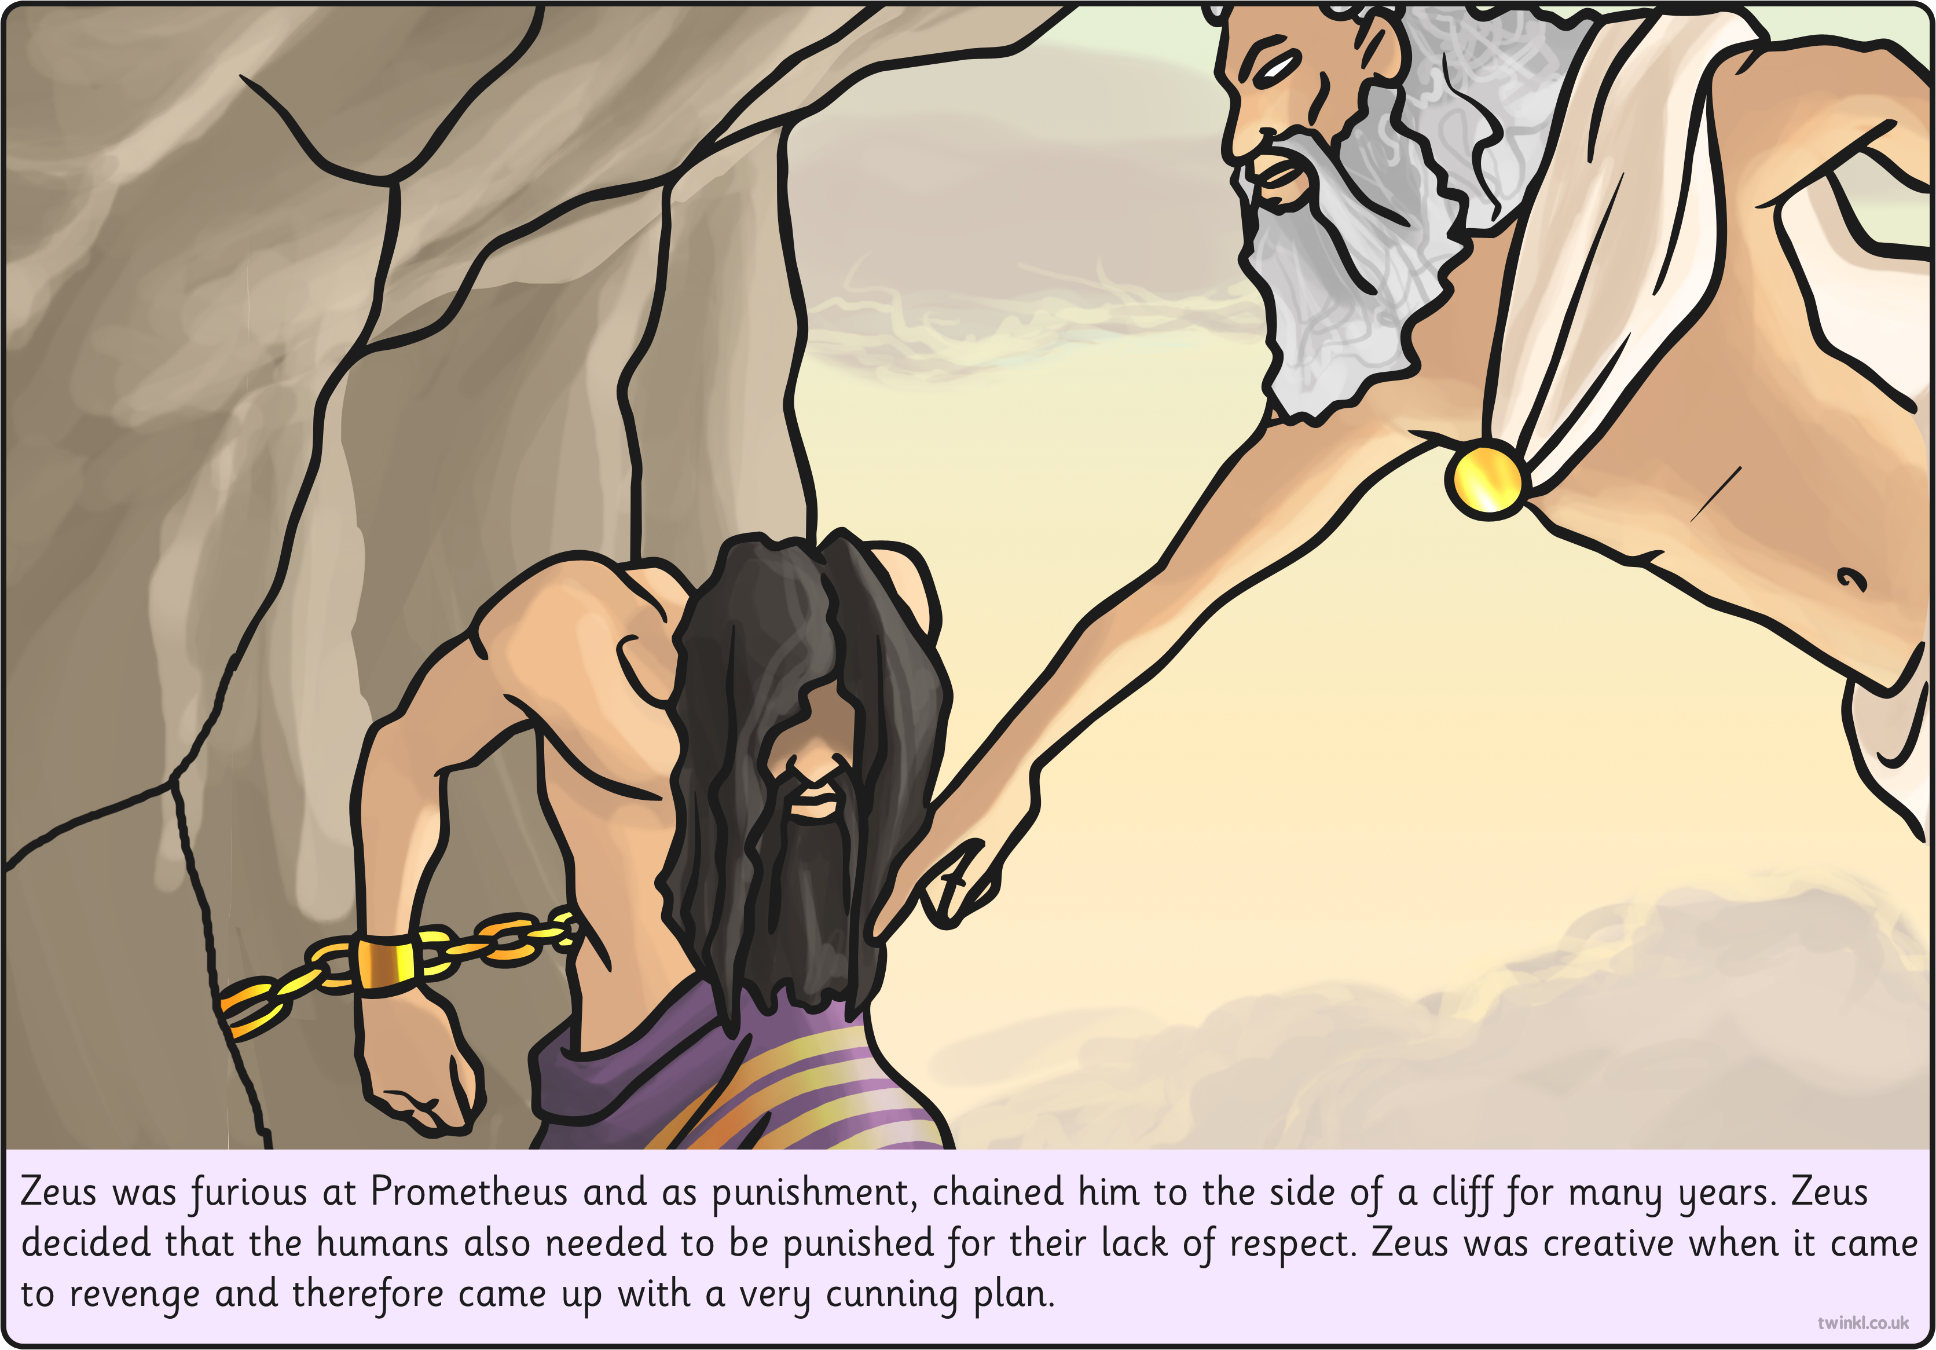 Zeus was furious at Prometheus and as punishment, chained him to the side of a cliff for many years. Zeus
decided that the humans also needed to be punished for their lack of respect. Zeus was creative when it came
to revenge and therefore came up with a very cunning plan.
twinkl.co.uk